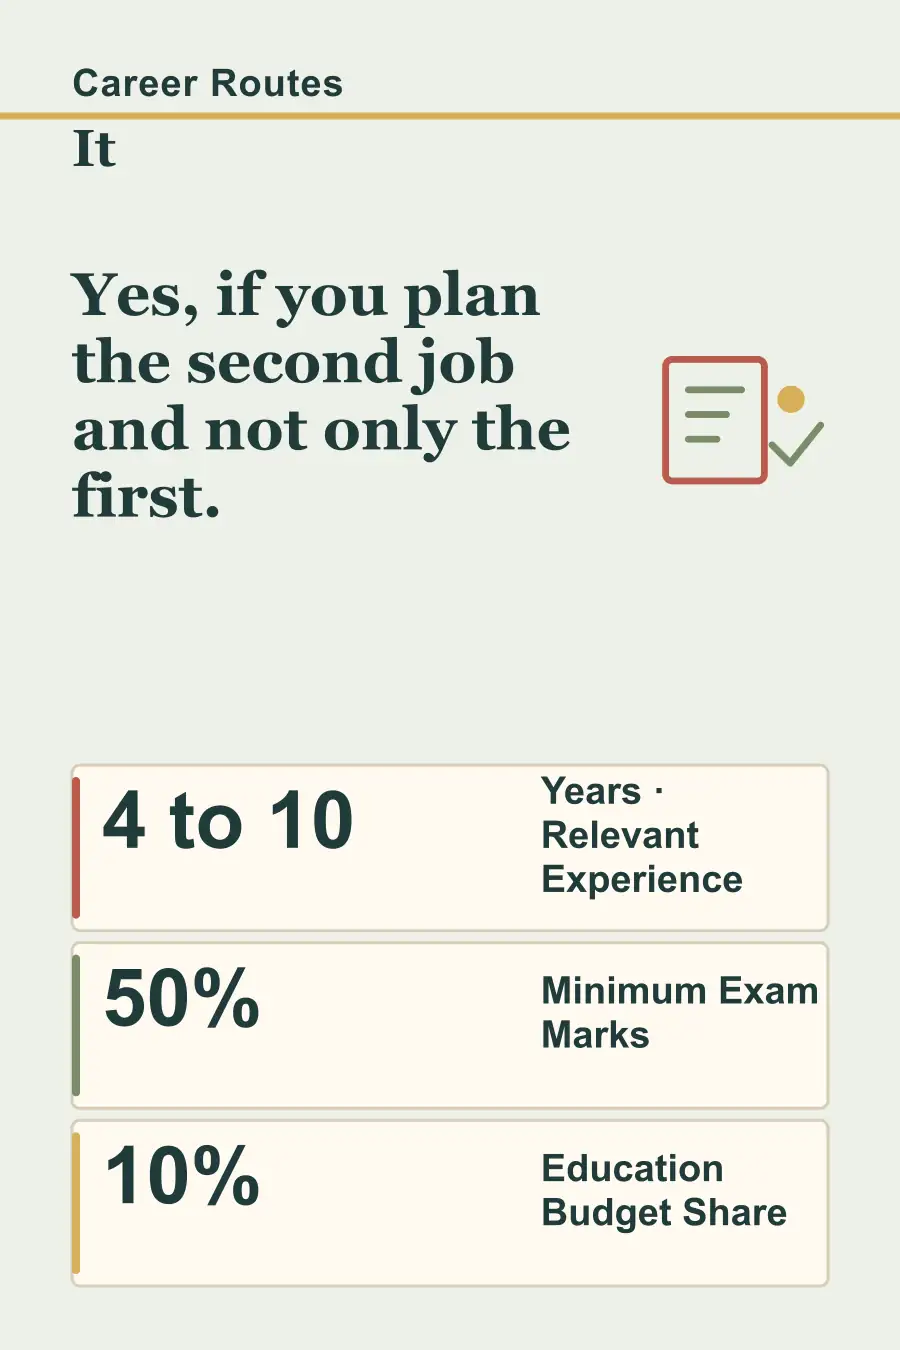 Career Routes
It
Yes, if you plan
the second job
and not only the
first.
4 to 10
Years ·
Relevant
Experience
50%
Minimum Exam
Marks
10%
Education
Budget Share